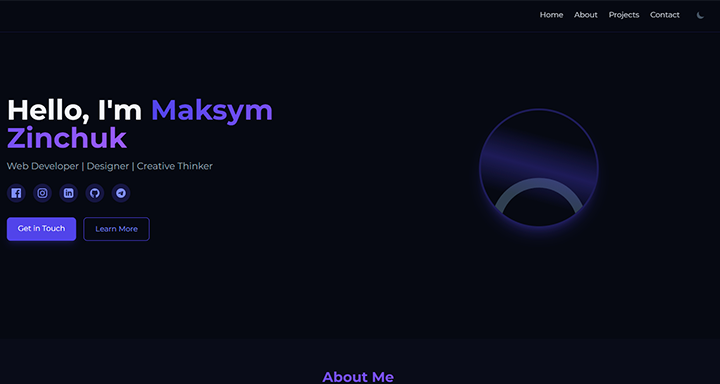 Home About Projects Contact
Hello, I'm Maksym
Zinchuk
Web Developer | Designer | Creative Thinker
Get in Touch Learn More
About Me